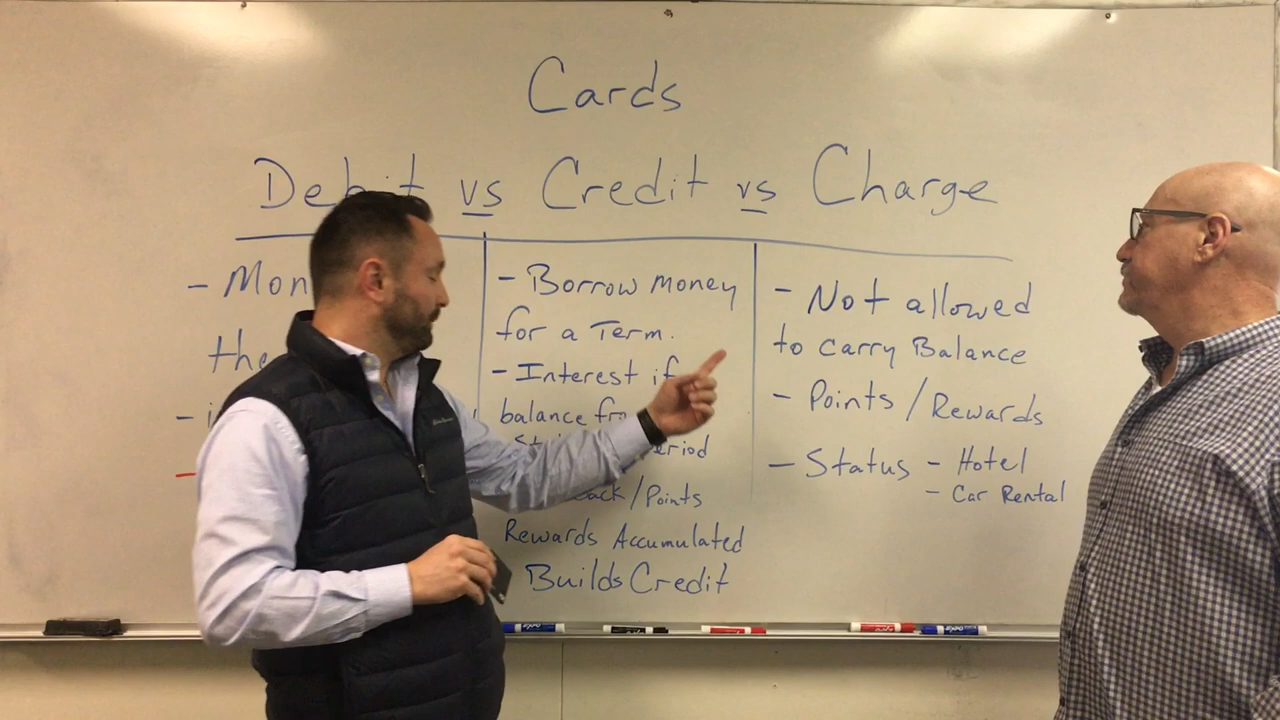 Cards
Debit vs Credit vs Charge
- Mon
the
-
- Borrow money
for a Term.
- Interest if
balance
eriod
ack/Points
Rewards Accumulated
Builds Credit
- Not allowed
to carry Balance
- Points / Rewards
- Status - Hotel
- Car Rental